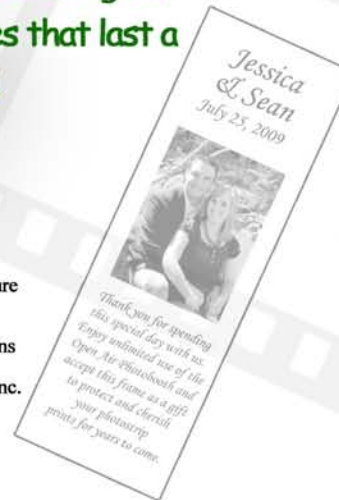 es that last a
Jessica
& Sean
July 25, 2009
are
ns
nc.
Thank you for spending
this special day with us.
Enjoy unlimited use of the
Open Air Photobooth and
accept this frame as a gift
to protect and cherish
your photostrip
prints for years to come.